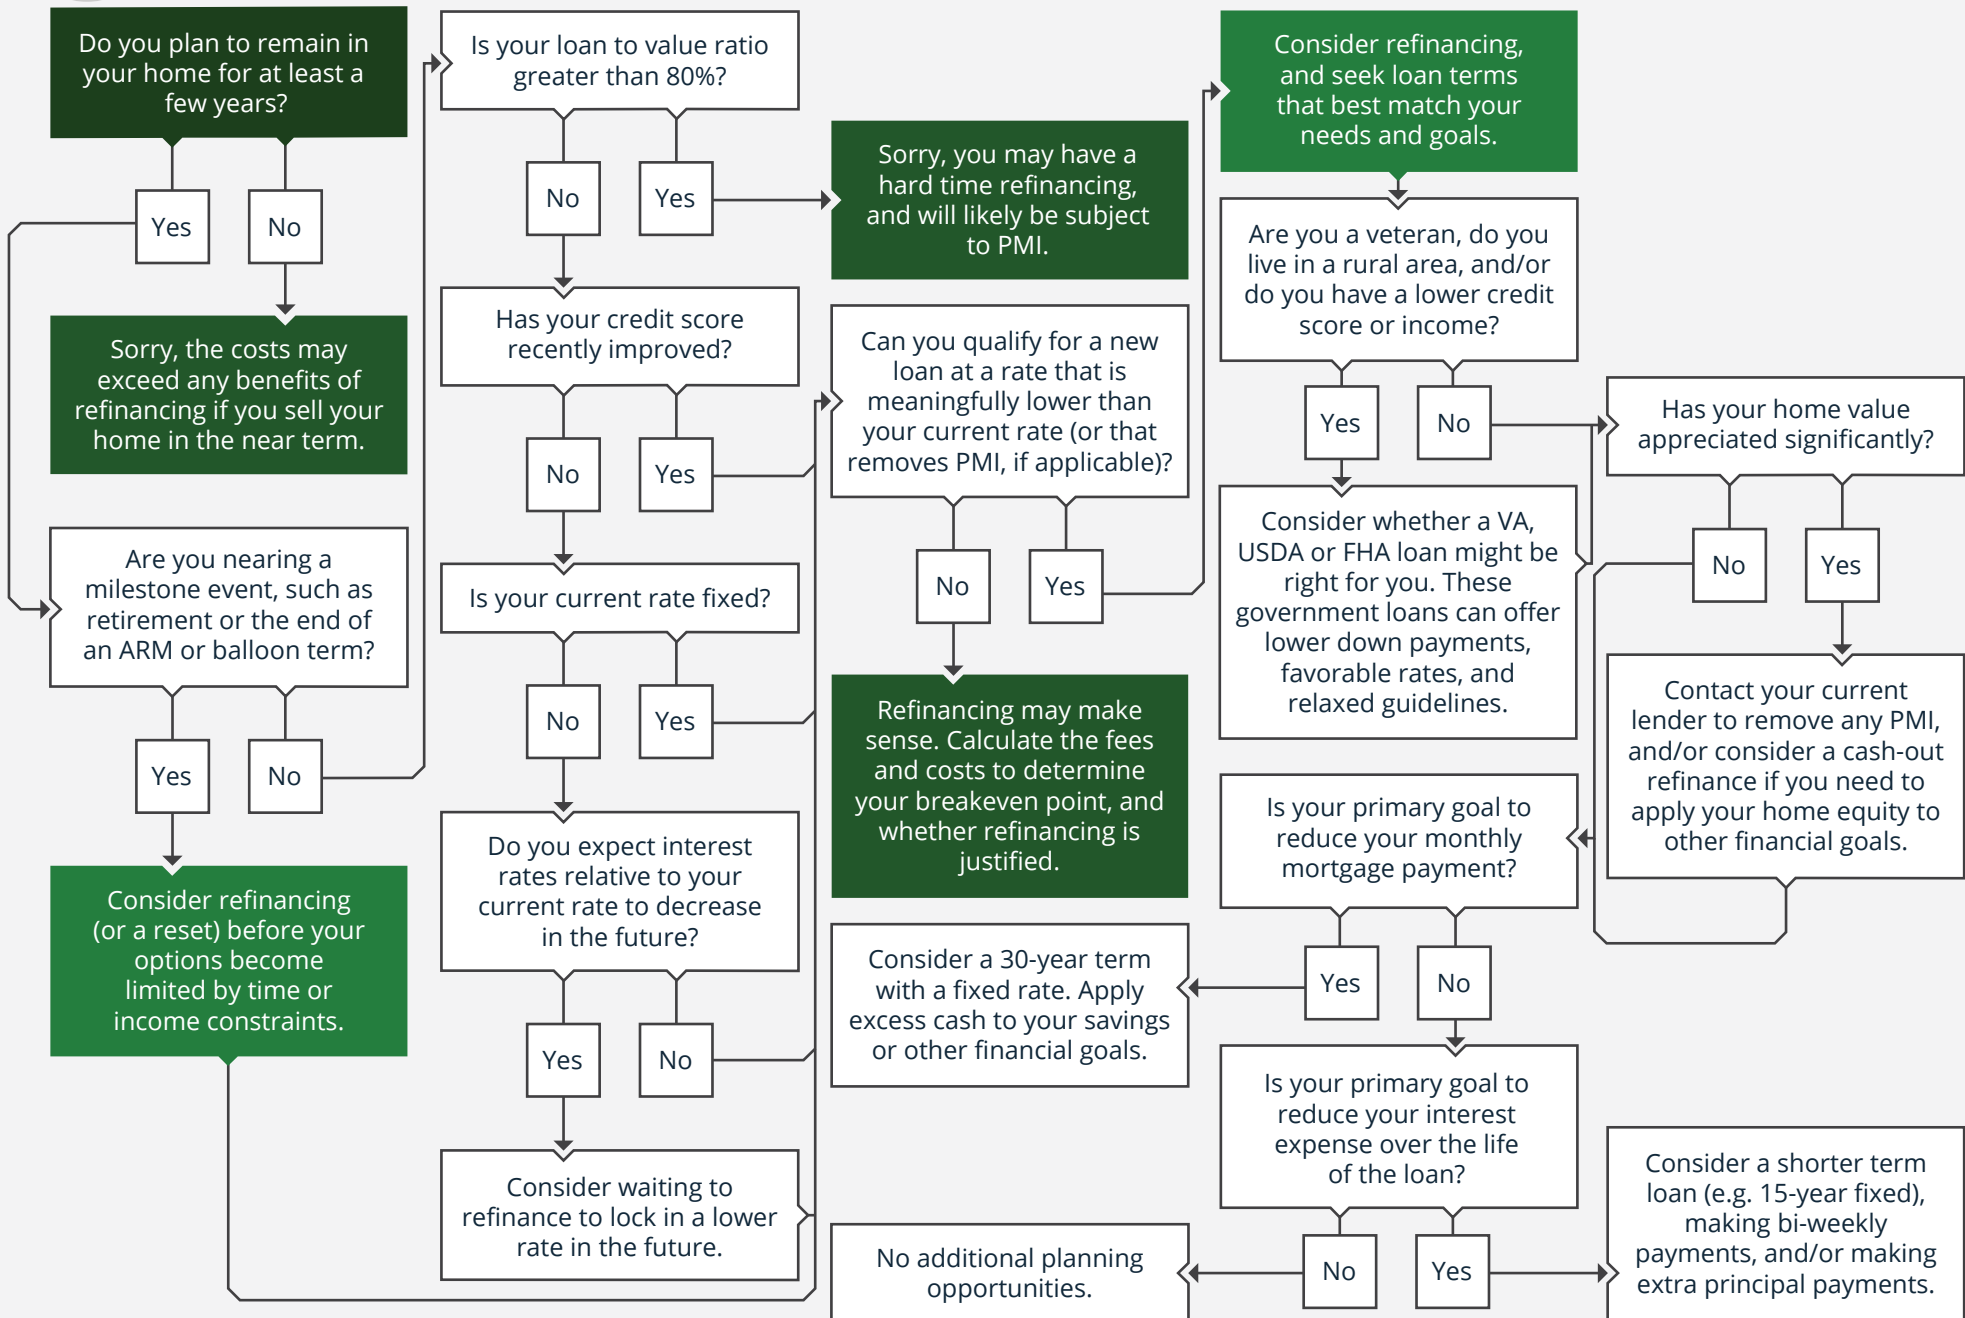 Do you plan to remain in
your home for at least a
few years?
Yes
No
Sorry, the costs may
exceed any benefits of
refinancing if you sell your
home in the near term.
Are you nearing a
milestone event, such as
retirement or the end of
an ARM or balloon term?
Yes
No
Consider refinancing
(or a reset) before your
options become
limited by time or
income constraints.
Is your loan to value ratio
greater than 80%?
No
Yes
Sorry, you may have a
hard time refinancing,
and will likely be subject
to PMI.
Has your credit score
recently improved?
No
Yes
Is your current rate fixed?
No
Yes
Do you expect interest
rates relative to your
current rate to decrease
in the future?
Yes
No
Consider waiting to
refinance to lock in a lower
rate in the future.
Can you qualify for a new
loan at a rate that is
meaningfully lower than
your current rate (or that
removes PMI, if applicable)?
No
Yes
Refinancing may make
sense. Calculate the fees
and costs to determine
your breakeven point, and
whether refinancing is
justified.
Consider refinancing,
and seek loan terms
that best match your
needs and goals.
Are you a veteran, do you
live in a rural area, and/or
do you have a lower credit
score or income?
Yes
No
Consider whether a VA,
USDA or FHA loan might be
right for you. These
government loans can offer
lower down payments,
favorable rates, and
relaxed guidelines.
Has your home value
appreciated significantly?
No
Yes
Contact your current
lender to remove any PMI,
and/or consider a cash-out
refinance if you need to
apply your home equity to
other financial goals.
Is your primary goal to
reduce your monthly
mortgage payment?
Yes
No
Consider a 30-year term
with a fixed rate. Apply
excess cash to your savings
or other financial goals.
Is your primary goal to
reduce your interest
expense over the life
of the loan?
No
Yes
No additional planning
opportunities.
Consider a shorter term
loan (e.g. 15-year fixed),
making bi-weekly
payments, and/or making
extra principal payments.